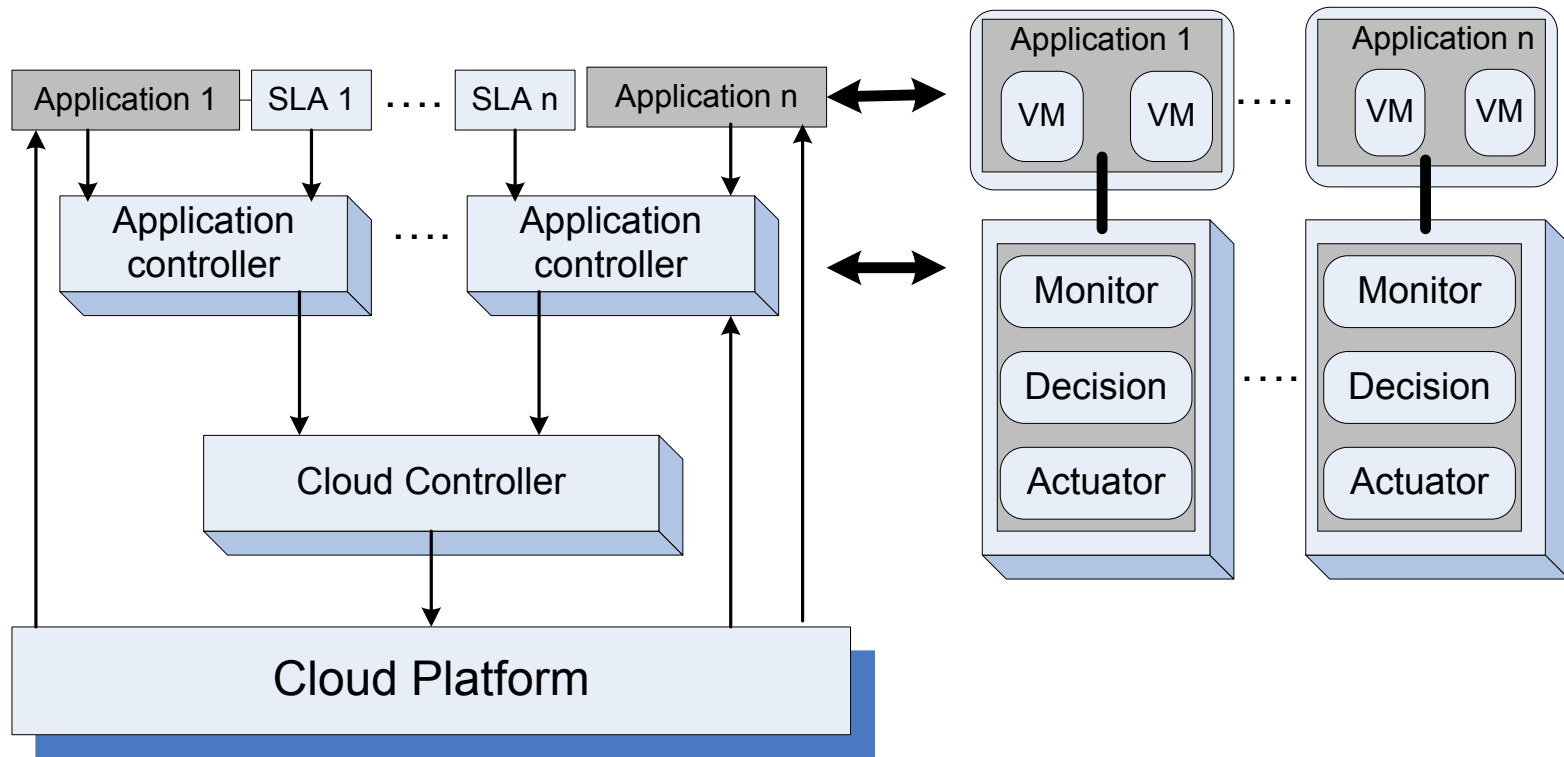 Application 1
SLA 1
....
SLA n
Application n
Application
controller
....
Application
controller
Cloud Controller
Cloud Platform
Application 1
VM
VM
....
Application n
VM
VM
Monitor
Decision
Actuator
....
Monitor
Decision
Actuator